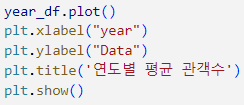 year_df.plot()
plt.xlabel("year")
plt.ylabel("Data")
plt.title('연도별 평균 관객수')
plt.show()